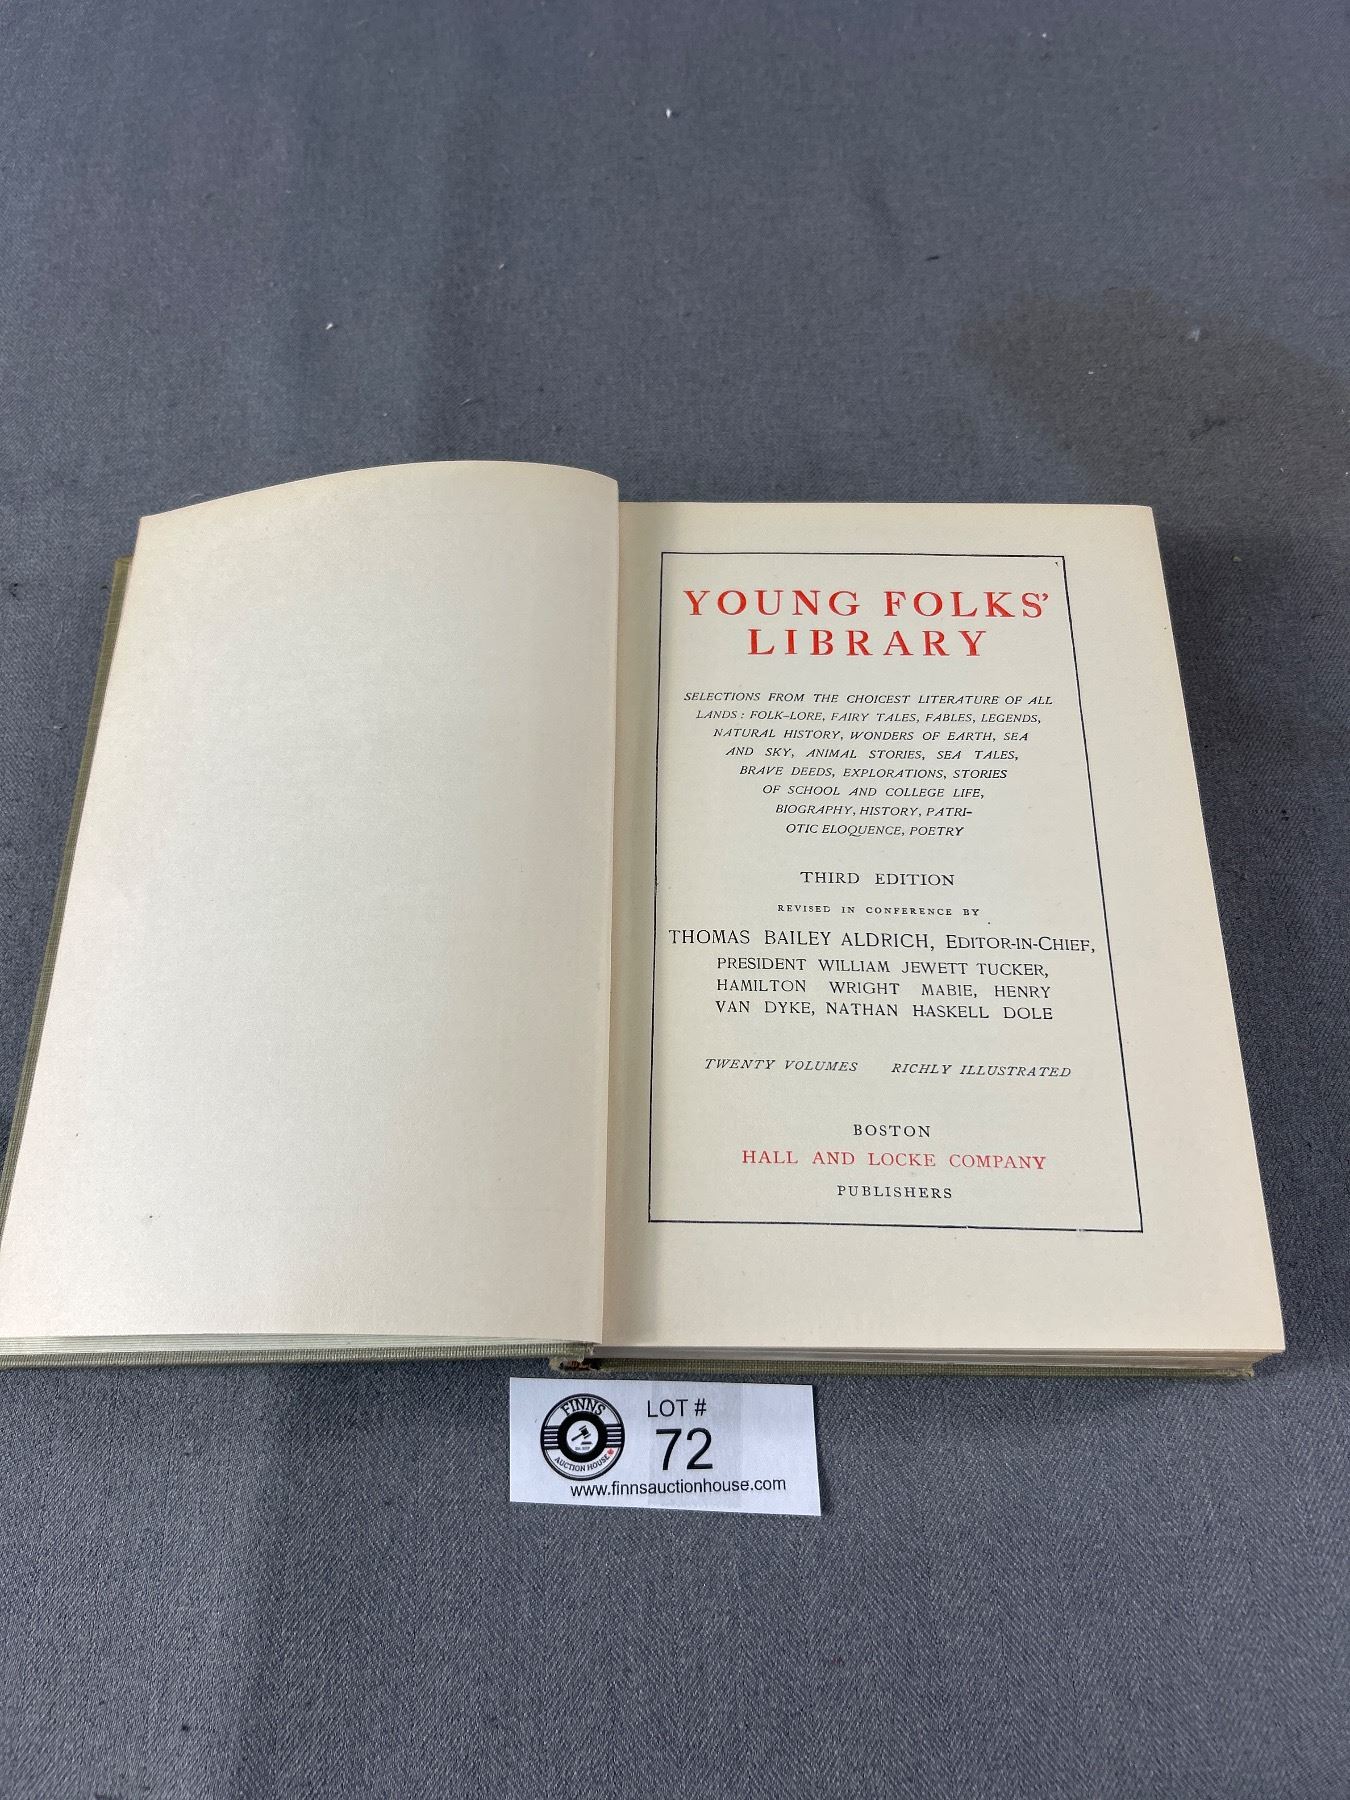 YOUNG FOLKS'
LIBRARY
SELECTIONS FROM THE CHOICEST LITERATURE OF ALL
LANDS: FOLK-LORE, FAIRY TALES, FABLES, LEGENDS,
NATURAL HISTORY, WONDERS OF EARTH, SEA
AND SKY, ANIMAL STORIES, SEA TALES,
BRAVE DEEDS, EXPLORATIONS, STORIES
OF SCHOOL AND COLLEGE LIFE,
BIOGRAPHY, HISTORY, PATRI-
OTIC ELOQUENCE, POETRY
THIRD EDITION
REVISED IN CONFERENCE BY
THOMAS BAILEY ALDRICH, EDITOR-IN-CHIEF,
PRESIDENT WILLIAM JEWETT TUCKER,
HAMILTON WRIGHT MABIE, HENRY
VAN DYKE, NATHAN HASKELL DOLE
TWENTY VOLUMES RICHLY ILLUSTRATED
BOSTON
HALL AND LOCKE COMPANY
PUBLISHERS
FINNS
AUCTION HOUSE
LOT #
72
www.finnsauctionhouse.com